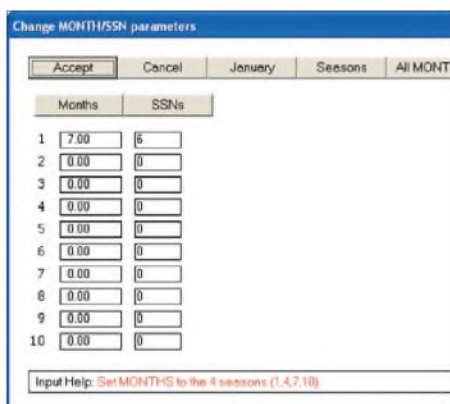 Change MONTH/SSN parameters
Accept Cancel January Seasons All MONT
Months SSNs
1 7.00 6
2 0.00 0
3 0.00 0
4 0.00 0
5 0.00 0
6 0.00 0
7 0.00 0
8 0.00 0
9 0.00 0
10 0.00 0
Input Help: Set MONTHS to the 4 seasons (1,4,7,10)